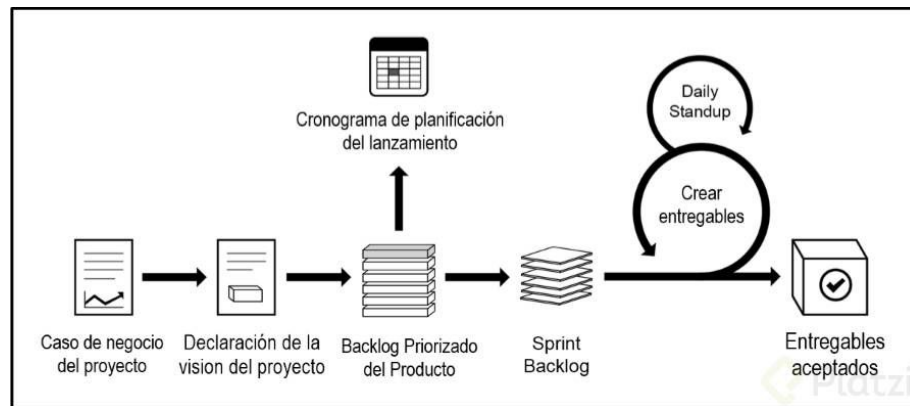 Cronograma de planificación
del lanzamiento
Daily
Standup
Crear
entregables
Caso de negocio
del proyecto
Declaración de la
vision del proyecto
Backlog Priorizado
del Producto
Sprint
Backlog
Entregables
aceptados
Platzi